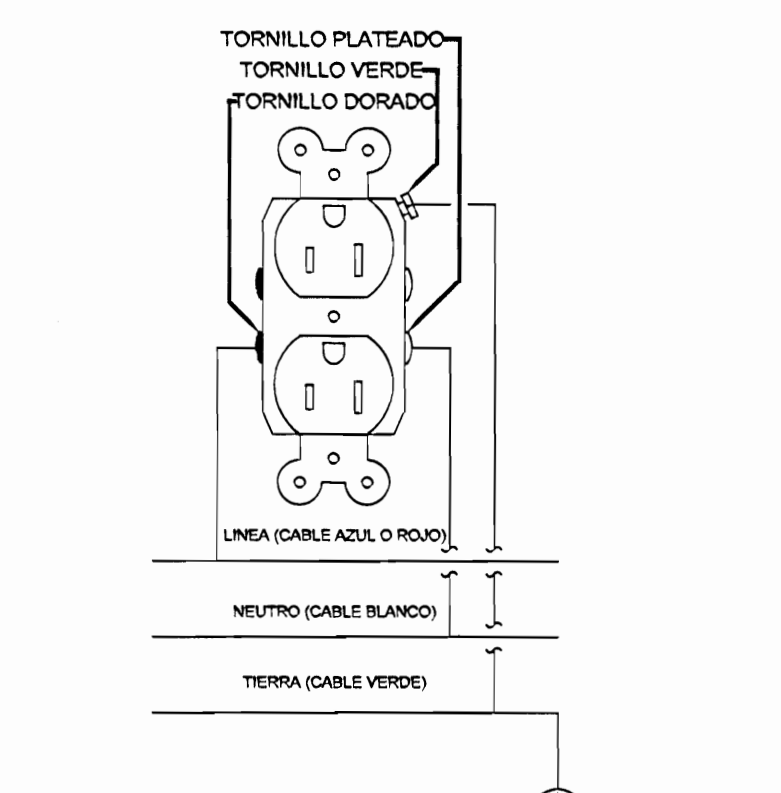 TORNILLO PLATEADO
TORNILLO VERDE
TORNILLO DORADO
LINEA (CABLE AZUL O ROJO)
NEUTRO (CABLE BLANCO)
TIERRA (CABLE VERDE)